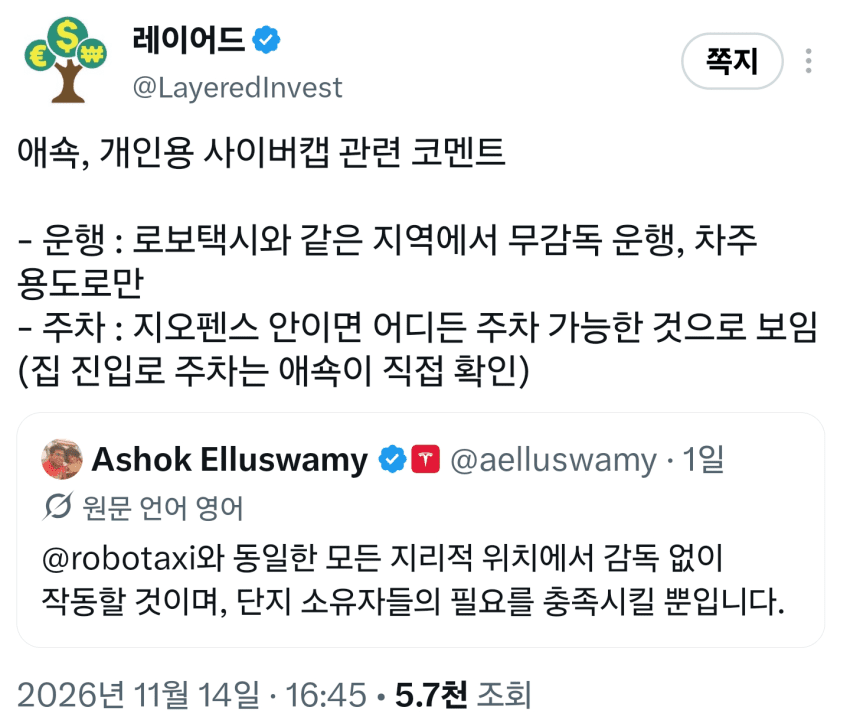 레이어드
@LayeredInvest
쪽지
애쇽, 개인용 사이버캡 관련 코멘트
- 운행 : 로보택시와 같은 지역에서 무감독 운행, 차주
용도로만
- 주차 : 지오펜스 안이면 어디든 주차 가능한 것으로 보임
(집 진입로 주차는 애쇽이 직접 확인)
Ashok Elluswamy @aelluswamy · 1일
원문 언어 영어
@robotaxi와 동일한 모든 지리적 위치에서 감독 없이
작동할 것이며, 단지 소유자들의 필요를 충족시킬 뿐입니다.
2026년 11월 14일 · 16:45 • 5.7천 조회